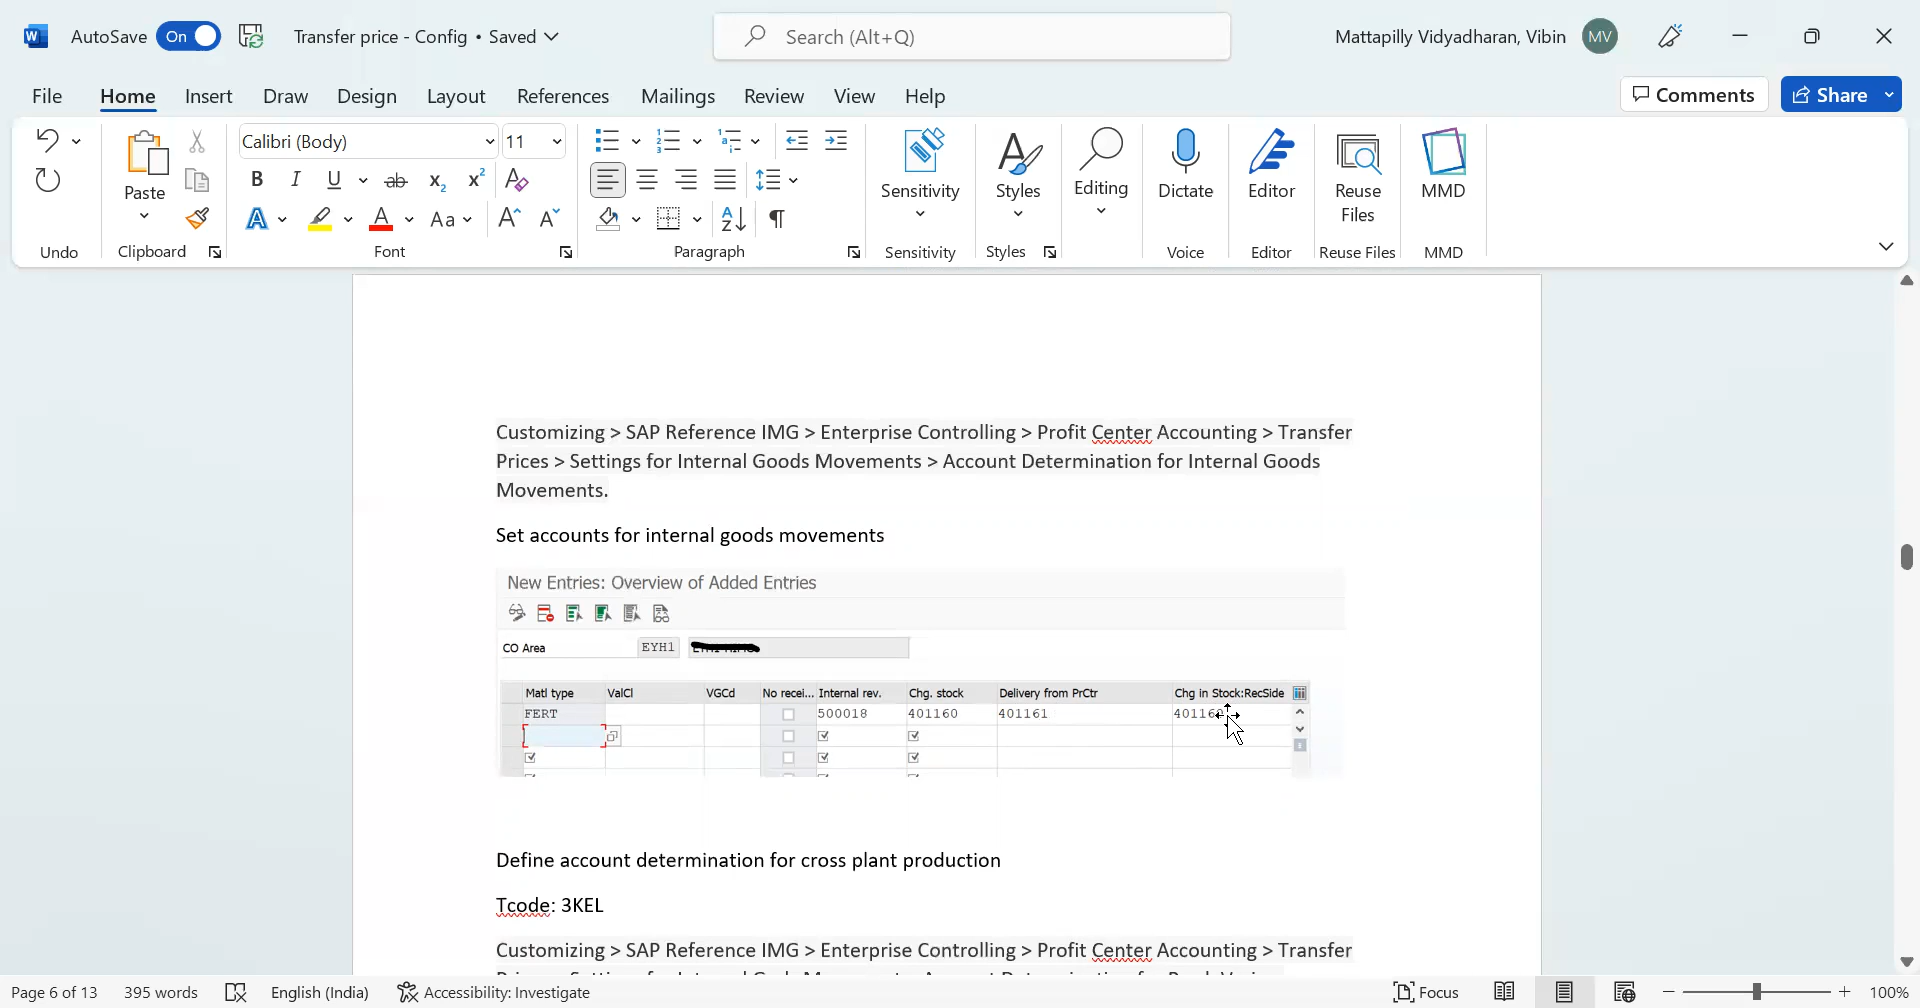 AutoSave On Transfer price - Config • Saved Search (Alt+Q) Mattapilly Vidyadharan, Vibin MV
File Home Insert Draw Design Layout References Mailings Review View Help Comments Share
Calibri (Body) 11
Paste Sensitivity Styles Editing Dictate Editor Reuse Files MMD
Undo Clipboard Font Paragraph Sensitivity Styles Voice Editor Reuse Files MMD
Customizing > SAP Reference IMG > Enterprise Controlling > Profit Center Accounting > Transfer
Prices > Settings for Internal Goods Movements > Account Determination for Internal Goods
Movements.
Set accounts for internal goods movements
New Entries: Overview of Added Entries
CO Area EYH1
Matl type ValCl VGCd No recei... Internal rev. Chg. stock Delivery from PrCtr Chg in Stock:RecSide
FERT 500018 401160 401161
Define account determination for cross plant production
Tcode: 3KEL
Customizing > SAP Reference IMG > Enterprise Controlling > Profit Center Accounting > Transfer
Page 6 of 13 395 words English (India) Accessibility: Investigate Focus 100%